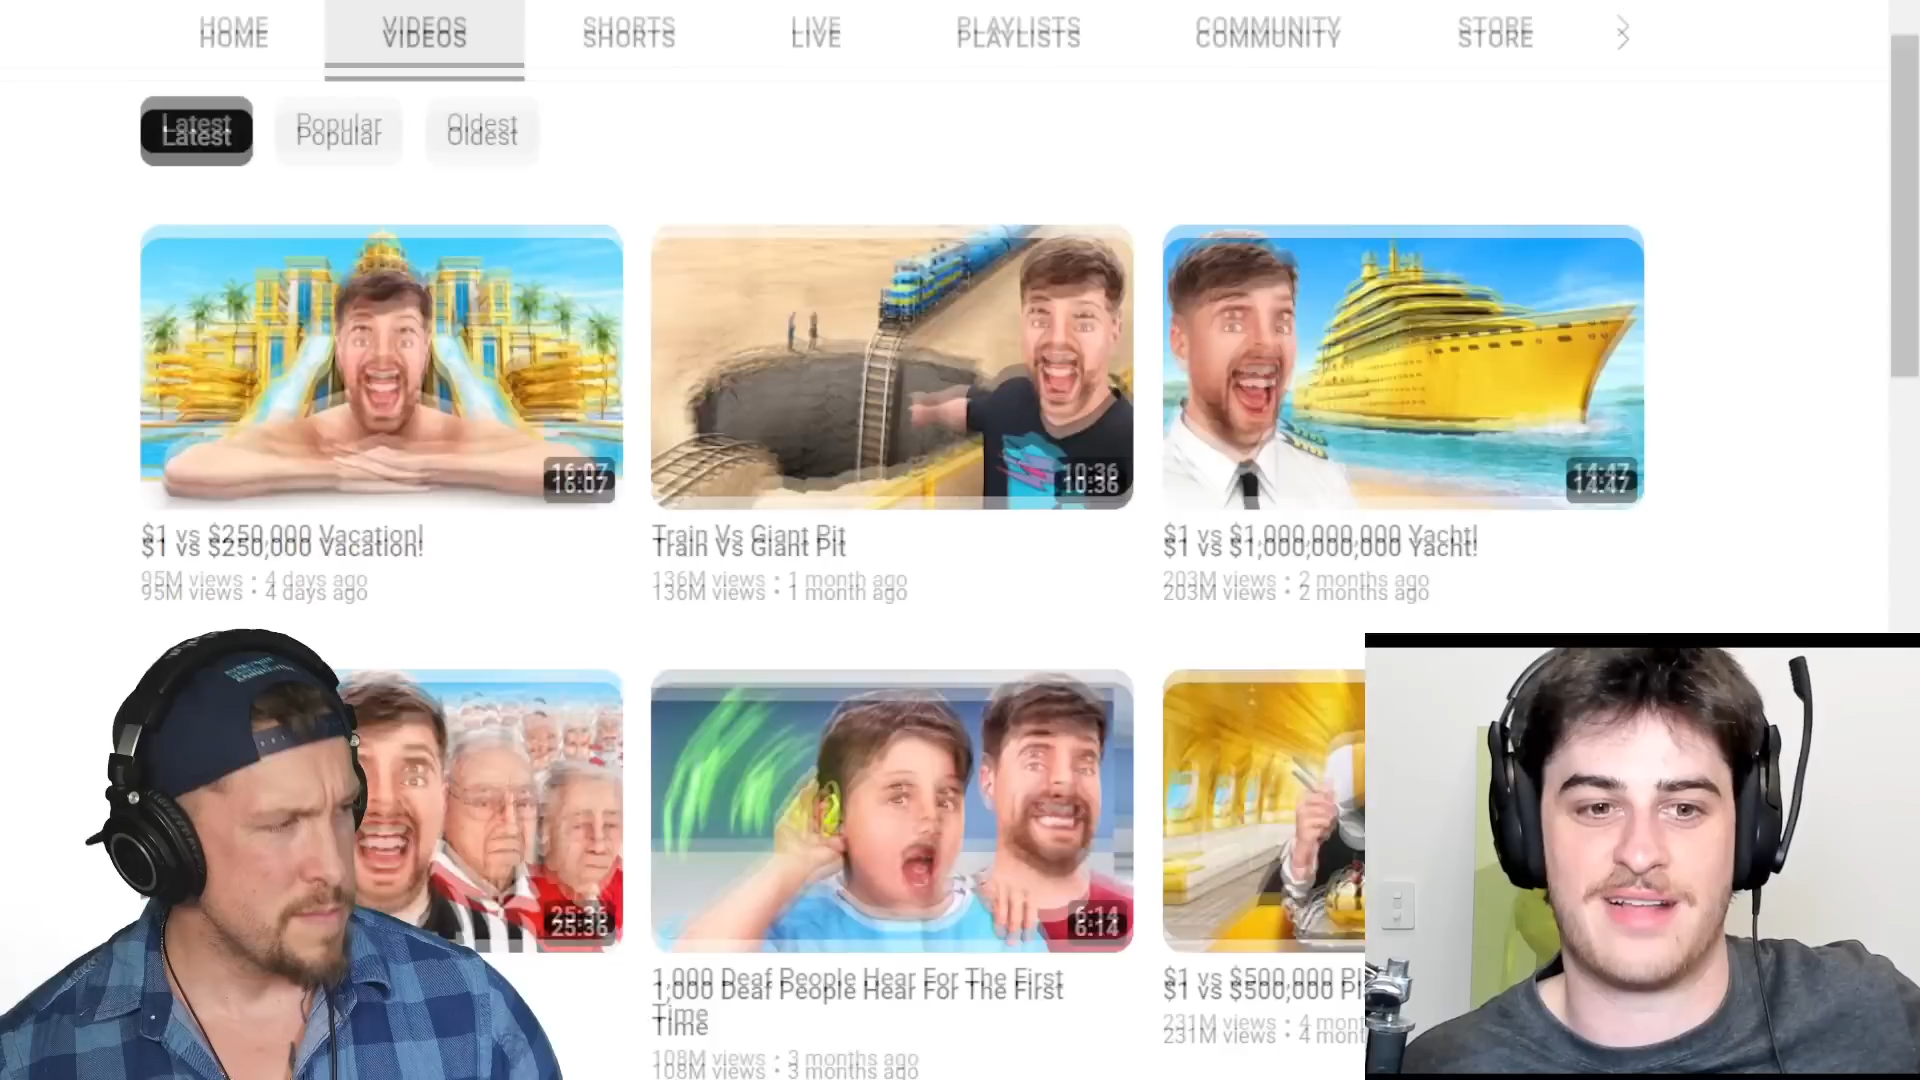 HOME VIDEOS SHORTS LIVE PLAYLISTS COMMUNITY STORE
Latest Popular Oldest
16:07
10:36
14:47
$1 vs $250,000 Vacation!
95M views • 4 days ago
Train Vs Giant Pit
136M views • 1 month ago
$1 vs $1,000,000,000 Yacht!
203M views • 2 months ago
25:36
6:14
1,000 Deaf People Hear For The First
Time
108M views • 3 months ago
$1 vs $500,000
231M views • 4